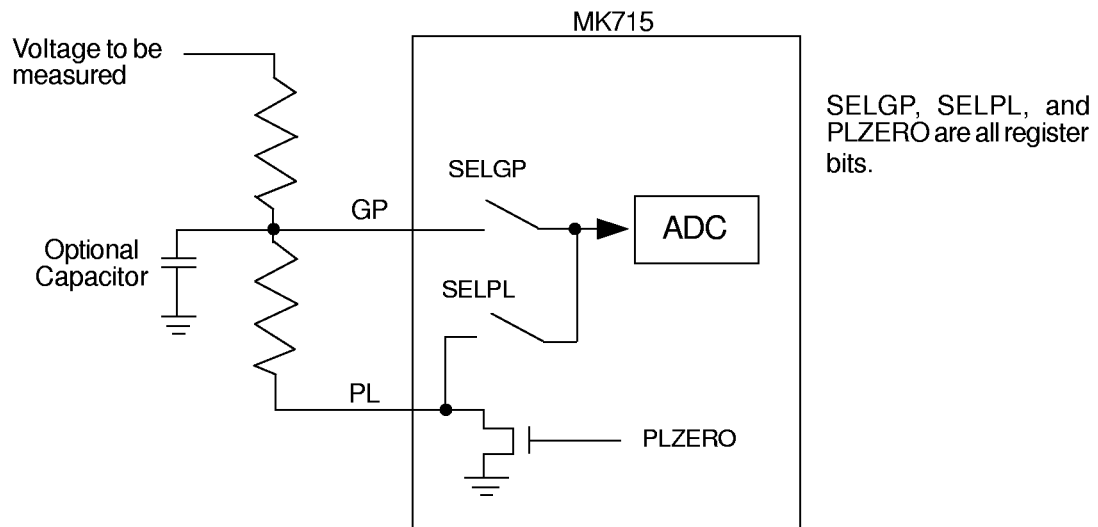 MK715
Voltage to be
measured
SELGP, SELPL, and
PLZERO are all register
bits.
SELGP
GP
ADC
Optional
Capacitor
SELPL
PL
PLZERO